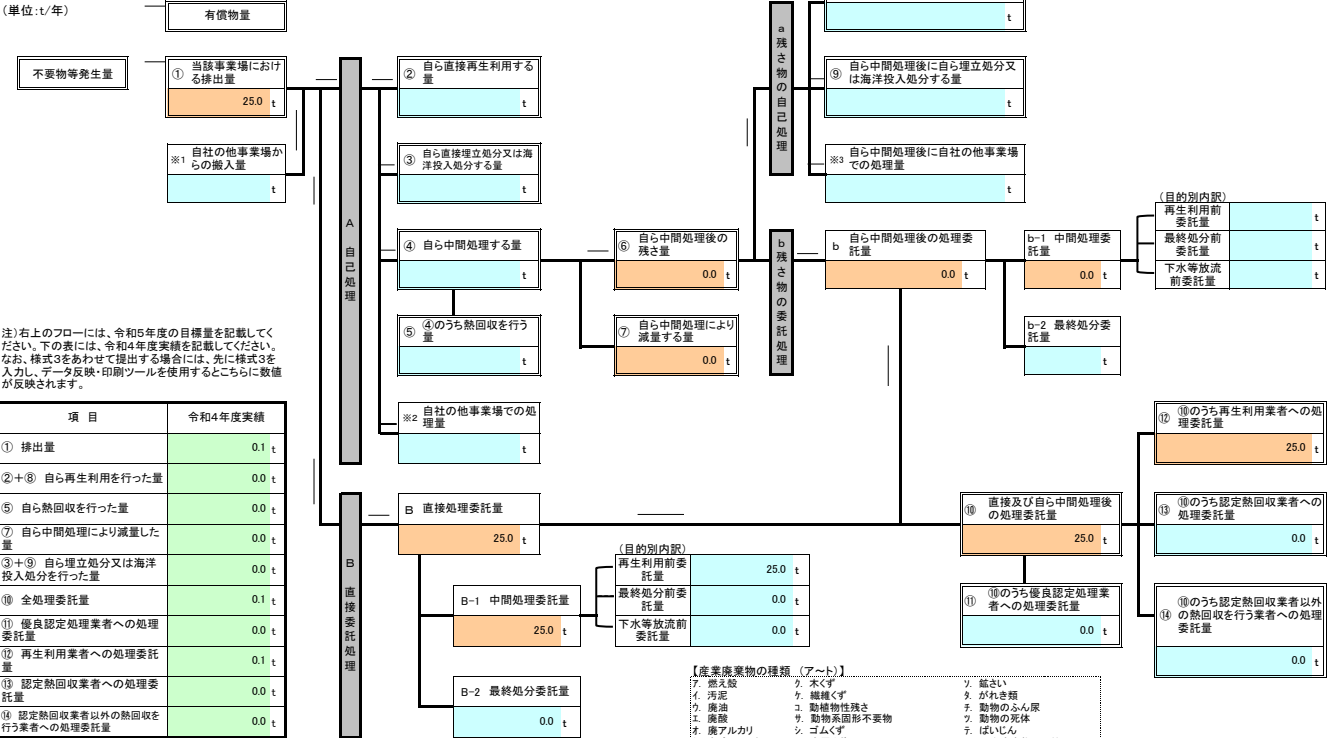 (単位:t/年)
有償物量
t
不要物等発生量
① 当該事業場におけ
る排出量
25.0 t
※1 自社の他事業場か
らの搬入量
t
A 自己処理
② 自ら直接再生利用する
量
t
③ 自ら直接埋立処分又は海
洋投入処分する量
t
④ 自ら中間処理する量
t
⑤ ④のうち熱回収を行う
量
t
※2 自社の他事業場での処
理量
t
⑥ 自ら中間処理後の
残さ量
0.0 t
⑦ 自ら中間処理により
減量する量
0.0 t
a 残さ物の自己処理
⑨ 自ら中間処理後に自ら埋立処分又
は海洋投入処分する量
t
※3 自ら中間処理後に自社の他事業場
での処理量
t
b 残さ物の委託処理
b 自ら中間処理後の処理委
託量
0.0 t
b-1 中間処理委
託量
0.0 t
(目的別内訳)
再生利用前
委託量
t
最終処分前
委託量
t
下水等放流
前委託量
t
b-2 最終処分委
託量
t
注)右上のフローには、令和5年度の目標量を記載してく
ださい。下の表には、令和4年度実績を記載してください。
なお、様式3をあわせて提出する場合には、先に様式3を
入力し、データ反映・印刷ツールを使用するとこちらに数値
が反映されます。
項 目 令和4年度実績
① 排出量 0.1 t
②+⑧ 自ら再生利用を行った量 0.0 t
⑤ 自ら熱回収を行った量 0.0 t
⑦ 自ら中間処理により減量した
量 0.0 t
③+⑨ 自ら埋立処分又は海洋
投入処分を行った量 0.0 t
⑩ 全処理委託量 0.1 t
⑪ 優良認定処理業者への処理
委託量 0.0 t
⑫ 再生利用業者への処理委託
量 0.1 t
⑬ 認定熱回収業者への処理委
託量 0.0 t
⑭ 認定熱回収業者以外の熱回収を
行う業者への処理委託量 0.0 t
B 直接委託処理
B 直接処理委託量
25.0 t
B-1 中間処理委託量
25.0 t
(目的別内訳)
再生利用前委
託量 25.0 t
最終処分前委
託量 0.0 t
下水等放流前
委託量 0.0 t
B-2 最終処分委託量
0.0 t
⑩ 直接及び自ら中間処理後
の処理委託量
25.0 t
⑪ ⑩のうち優良認定処理業
者への処理委託量
0.0 t
⑫ ⑩のうち再生利用業者への処
理委託量
25.0 t
⑬ ⑩のうち認定熱回収業者への
処理委託量
0.0 t
⑭ ⑩のうち認定熱回収業者以外
の熱回収を行う業者への処理
委託量
0.0 t
【産業廃棄物の種類 (ア~ト)】
ア. 燃え殻 ク. 木くず ソ. 鉱さい
イ. 汚泥 ケ. 繊維くず タ. がれき類
ウ. 廃油 コ. 動植物性残さ チ. 動物のふん尿
エ. 廃酸 サ. 動物系固形不要物 ツ. 動物の死体
オ. 廃アルカリ シ. ゴムくず テ. ばいじん